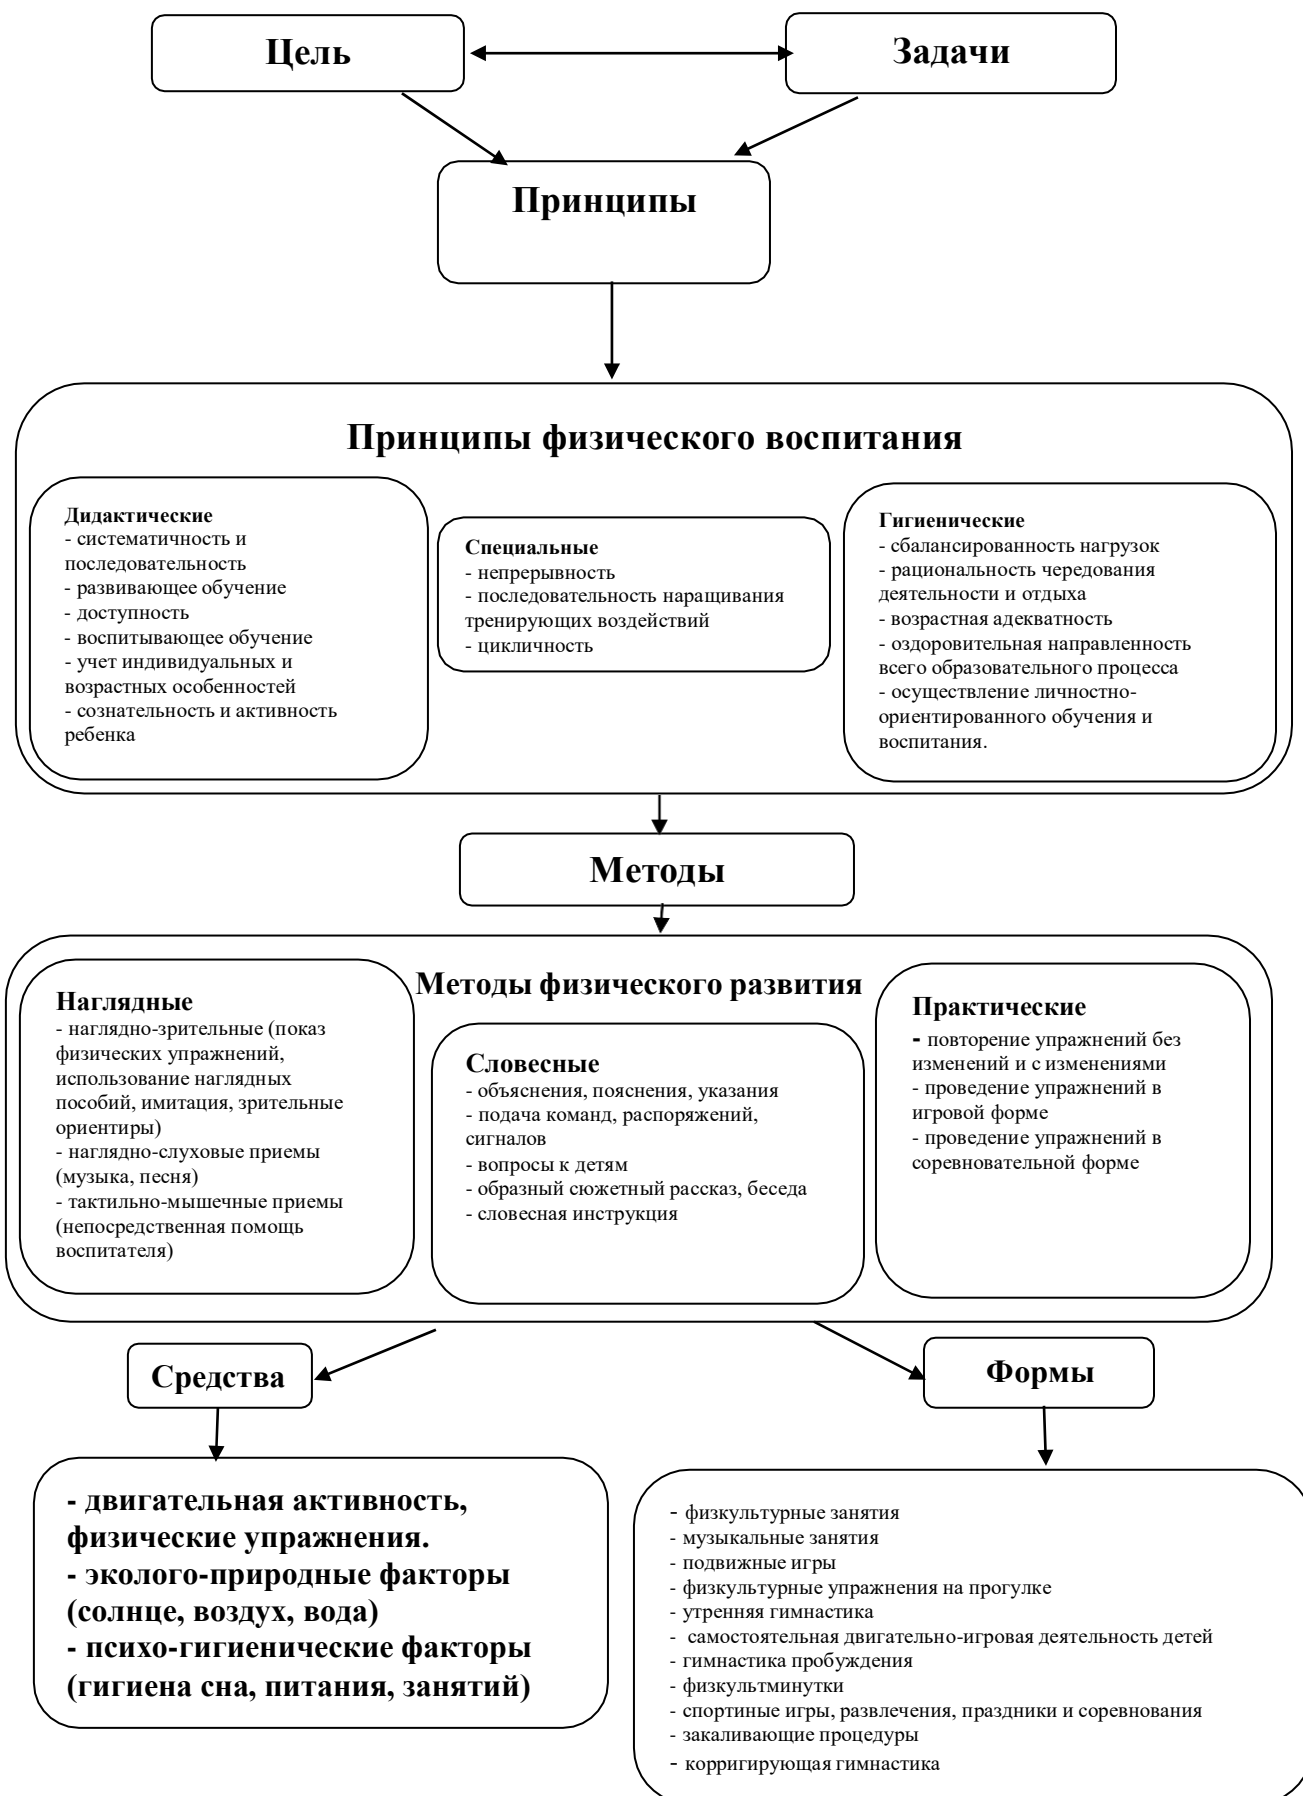 Цель
Задачи
Принципы
Принципы физического воспитания
Дидактические
- систематичность и
последовательность
- развивающее обучение
- доступность
- воспитывающее обучение
- учет индивидуальных и
возрастных особенностей
- сознательность и активность
ребенка
Специальные
- непрерывность
- последовательность наращивания
тренирующих воздействий
- цикличность
Гигиенические
- сбалансированность нагрузок
- рациональность чередования
деятельности и отдыха
- возрастная адекватность
- оздоровительная направленность
всего образовательного процесса
- осуществление личностно-
ориентированного обучения и
воспитания.
Методы
Методы физического развития
Наглядные
- наглядно-зрительные (показ
физических упражнений,
использование наглядных
пособий, имитация, зрительные
ориентиры)
- наглядно-слуховые приемы
(музыка, песня)
- тактильно-мышечные приемы
(непосредственная помощь
воспитателя)
Словесные
- объяснения, пояснения, указания
- подача команд, распоряжений,
сигналов
- вопросы к детям
- образный сюжетный рассказ, беседа
- словесная инструкция
Практические
- повторение упражнений без
изменений и с изменениями
- проведение упражнений в
игровой форме
- проведение упражнений в
соревновательной форме
Средства
Формы
- двигательная активность,
физические упражнения.
- эколого-природные факторы
(солнце, воздух, вода)
- психо-гигиенические факторы
(гигиена сна, питания, занятий)
- физкультурные занятия
- музыкальные занятия
- подвижные игры
- физкультурные упражнения на прогулке
- утренняя гимнастика
- самостоятельная двигательно-игровая деятельность детей
- гимнастика пробуждения
- физкультминутки
- спортиные игры, развлечения, праздники и соревнования
- закаливающие процедуры
- корригирующая гимнастика